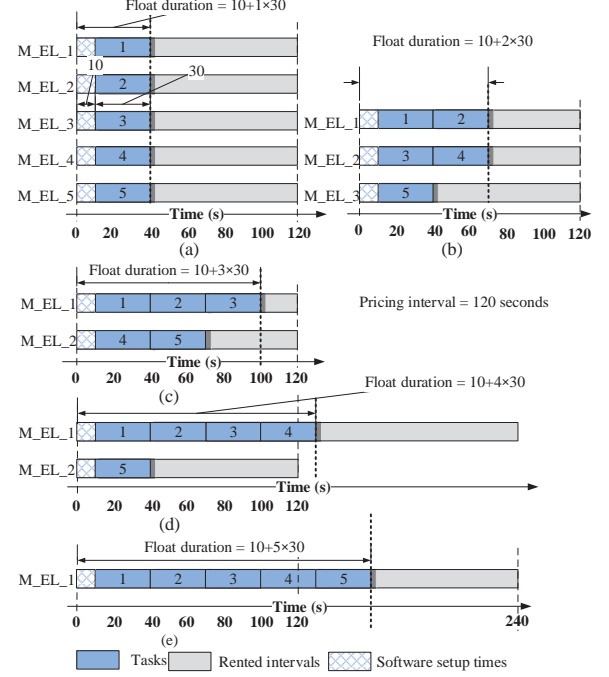 Float duration = 10+1×30
M_EL_1
1
10
30
M_EL_2
2
M_EL_3
3
M_EL_4
4
M_EL_5
5
Time (s)
0 20 40 60 80 100 120
(a)
Float duration = 10+2×30
M_EL_1
1 2
M_EL_2
3 4
M_EL_3
5
Time (s)
0 20 40 60 80 100 120
(b)
Float duration = 10+3×30
M_EL_1
1 2 3
M_EL_2
4 5
Time (s)
0 20 40 60 80 100 120
(c)
Pricing interval = 120 seconds
Float duration = 10+4×30
M_EL_1
1 2 3 4
M_EL_2
5
Time (s)
0 20 40 60 80 100 120
(d)
Float duration = 10+5×30
M_EL_1
1 2 3 4 5
Time (s)
0 20 40 60 80 100 120 240
(e)
Tasks Rented intervals Software setup times